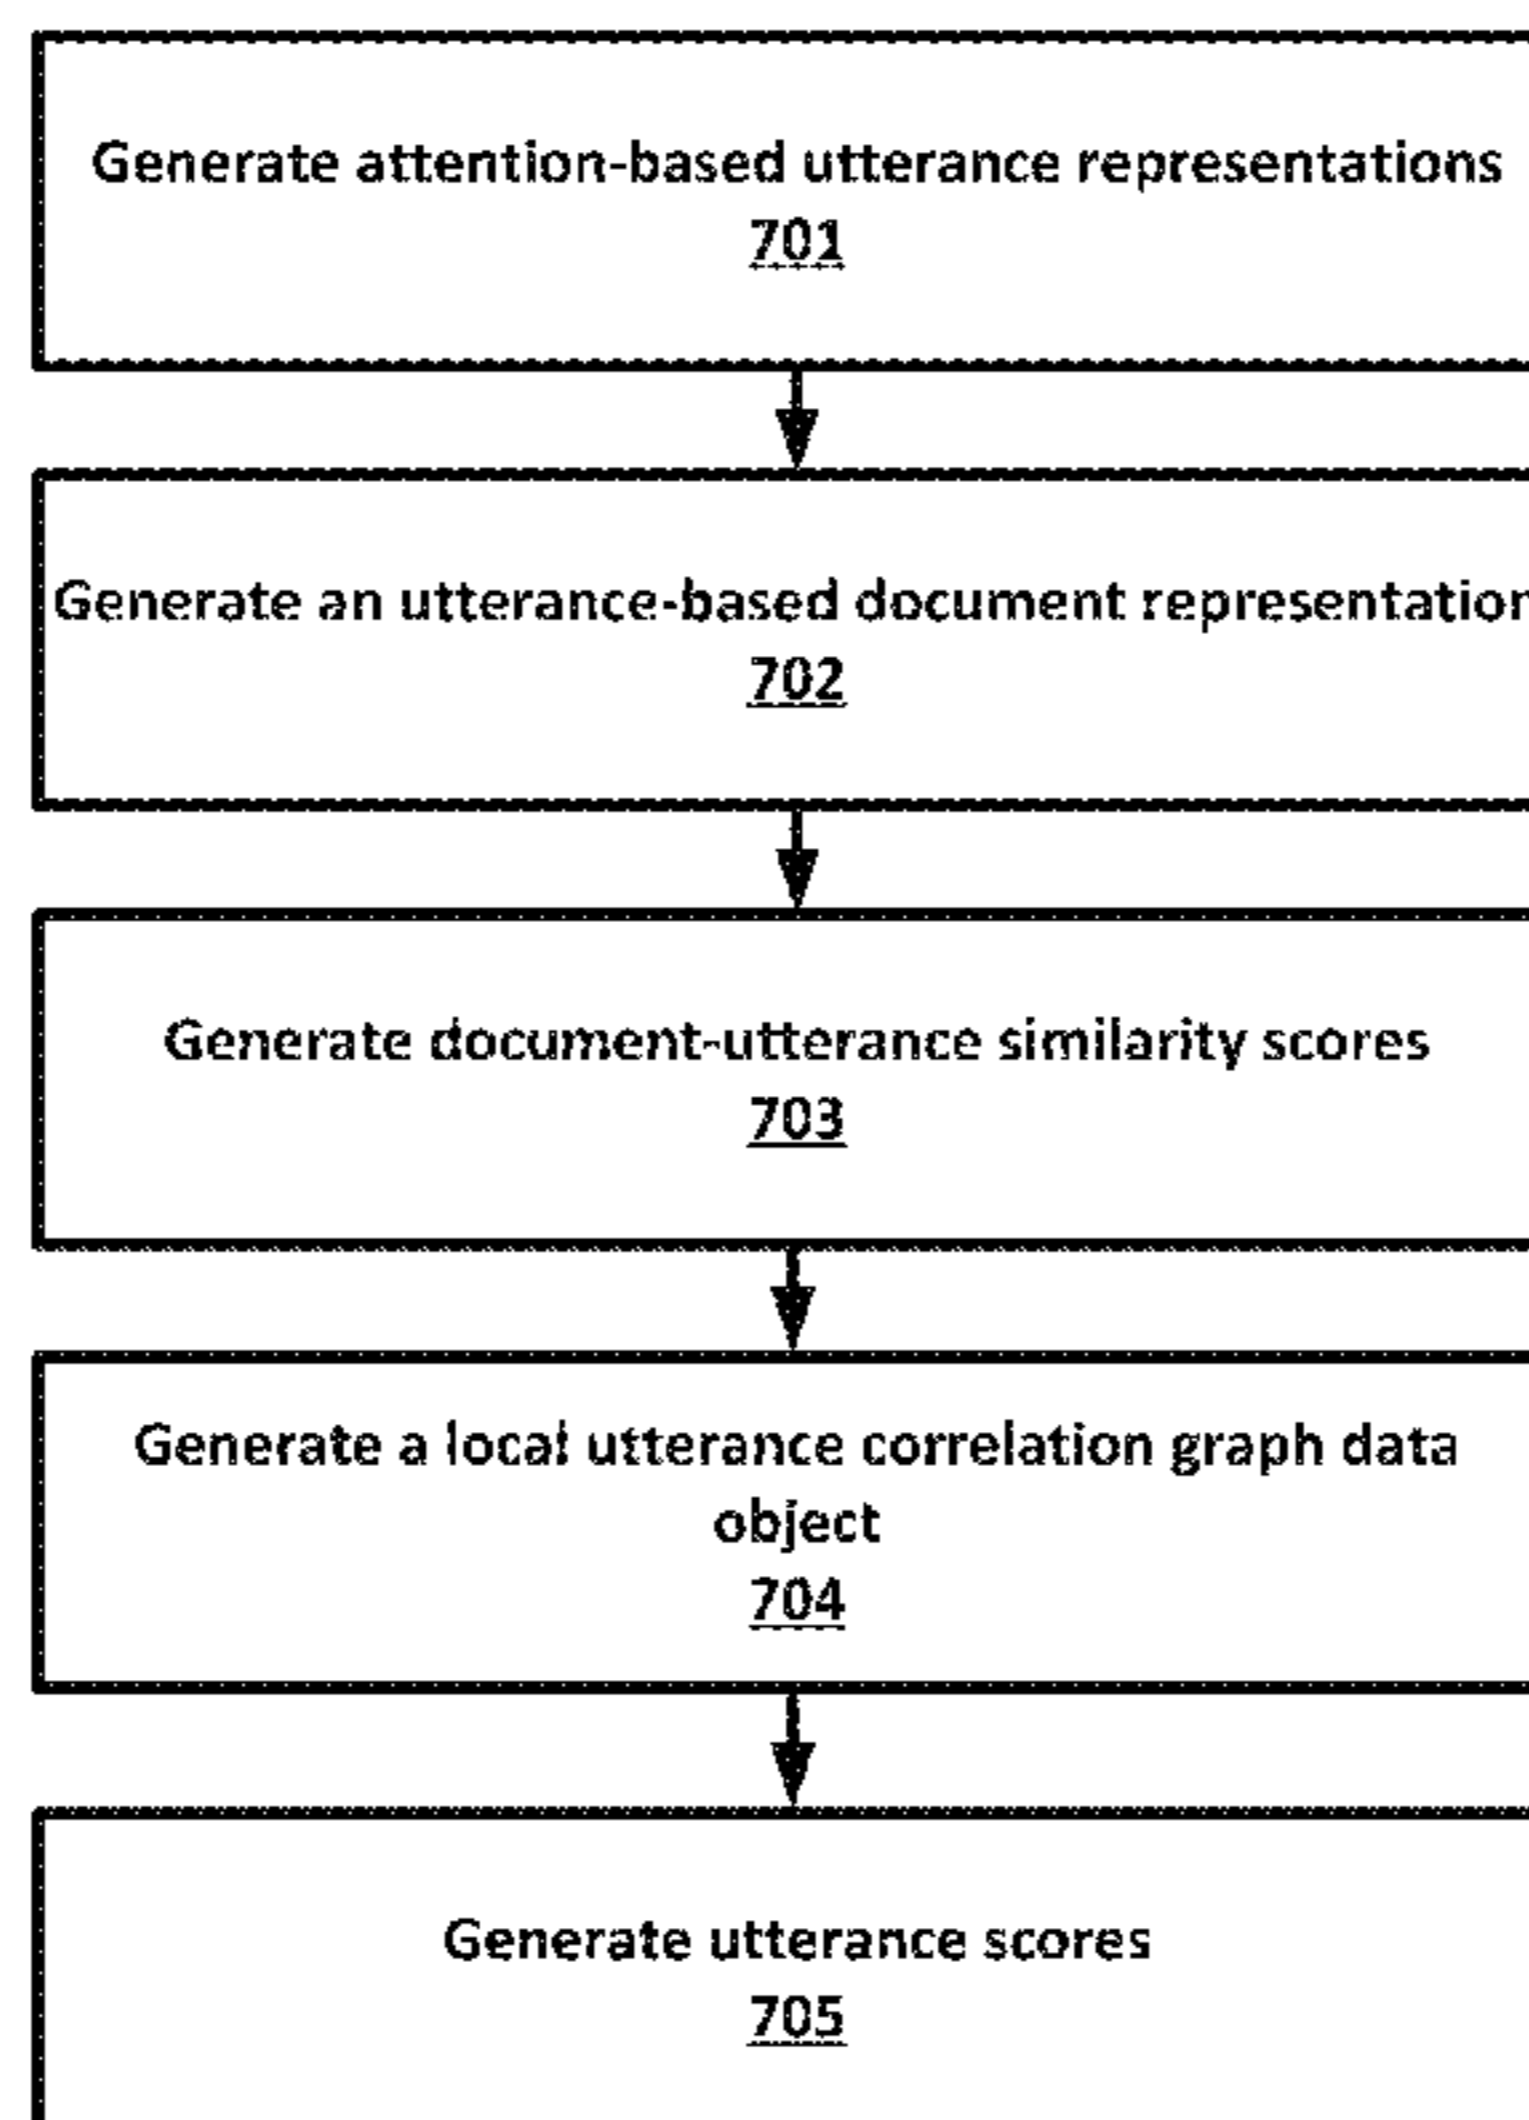 Generate attention-based utterance representations
701
Generate an utterance-based document representation
702
Generate document-utterance similarity scores
703
Generate a local utterance correlation graph data
object
704
Generate utterance scores
705